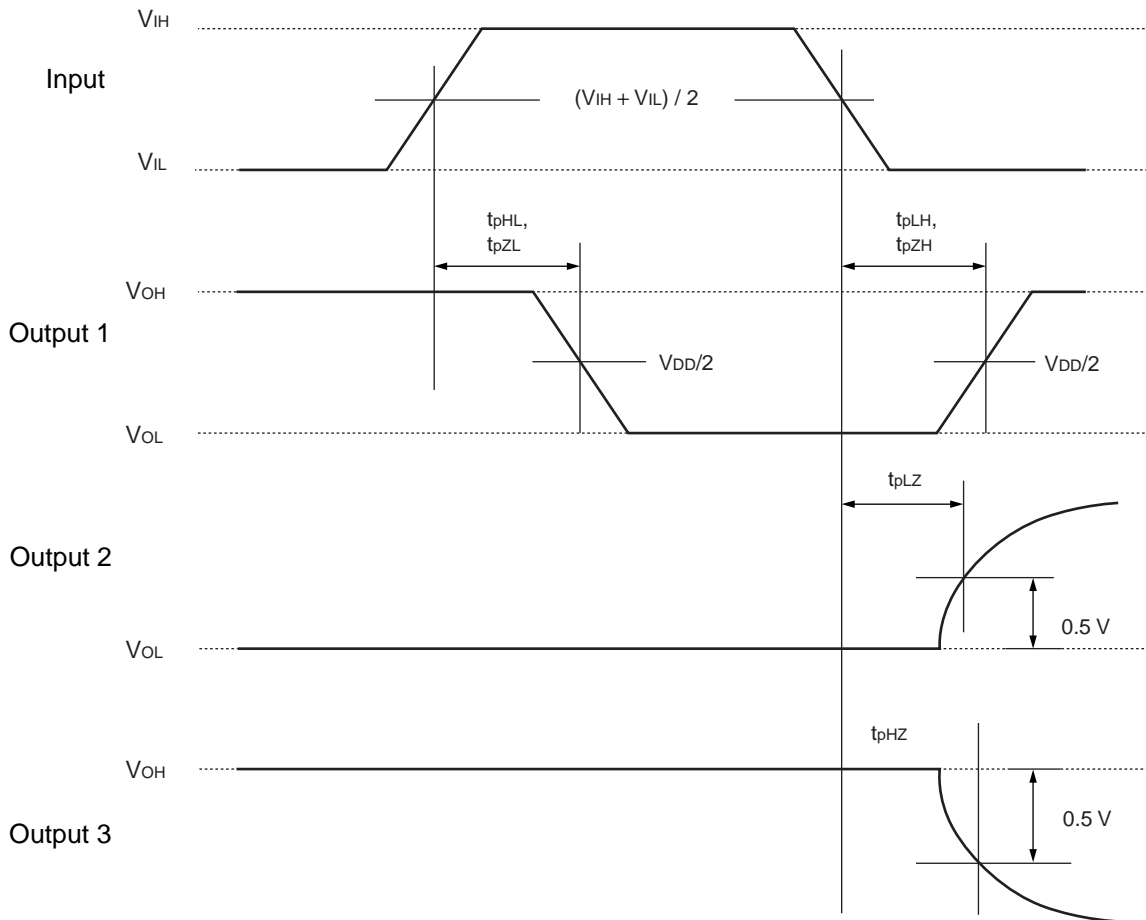 VIH
Input
(VIH + VIL) / 2
VIL
tpHL,
tpZL
tpLH,
tpZH
VOH
Output 1
VDD/2
VDD/2
VOL
tpLZ
Output 2
0.5 V
VOL
tpHZ
VOH
0.5 V
Output 3